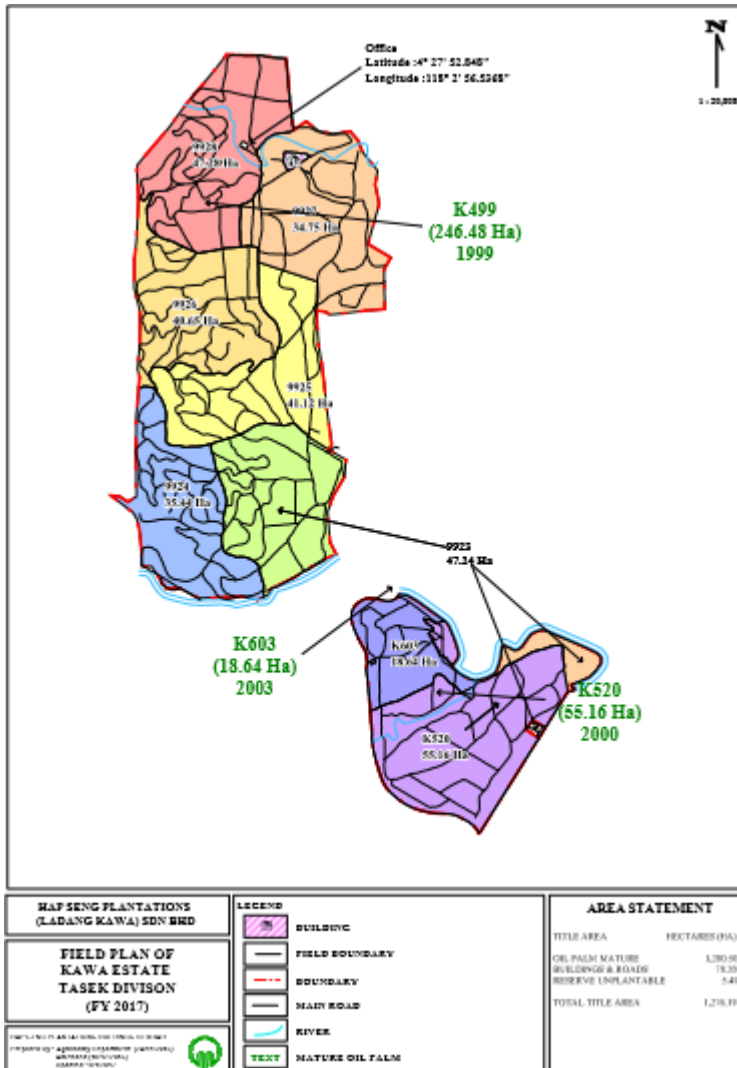 Office
Latitude :4° 27' 52.848"
Longitude :118° 2' 56.5368"
N
9928
9927
34.75 Ha
K499
(246.48 Ha)
1999
9926
40.65 Ha
9925
41.12 Ha
9924
35.44 Ha
9923
47.24 Ha
K603
(18.64 Ha)
2003
K603
18.64 Ha
K520
(55.16 Ha)
2000
K520
55.16 Ha
HAP SENG PLANTATIONS
(LADANG KAWA) SDN BHD
FIELD PLAN OF
KAWA ESTATE
TASEK DIVISON
(FY 2017)
LEGEND
BUILDING
FIELD BOUNDARY
BOUNDARY
MAIN ROAD
RIVER
TEXT MATURE OIL PALM
AREA STATEMENT
TITLE AREA HECTARES (HA)
OIL PALM MATURE
BUILDINGS & ROADS
RESERVE UNPLANTABLE
TOTAL TITLE AREA